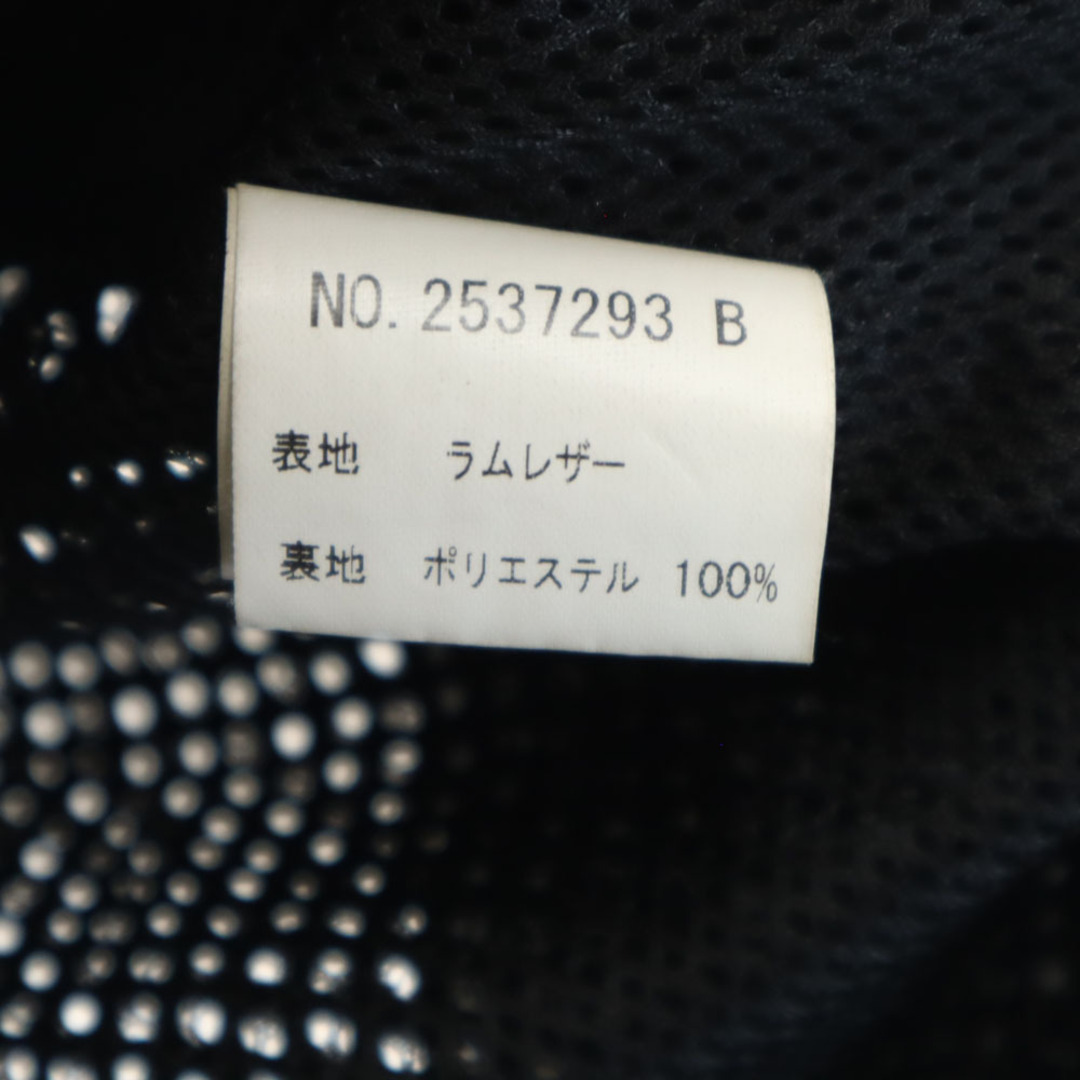 NO. 2537293 B
表地 ラムレザー
裏地 ポリエステル 100%